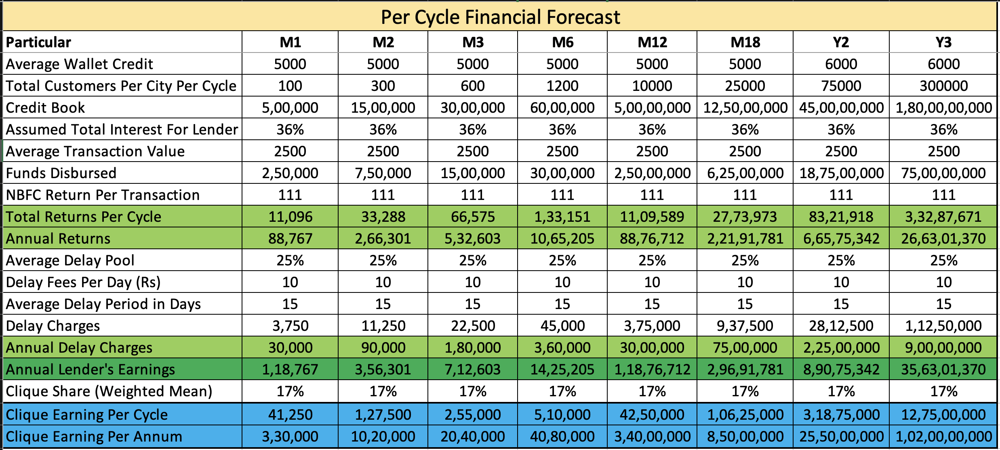 Per Cycle Financial Forecast
Particular M1 M2 M3 M6 M12 M18 Y2 Y3
Average Wallet Credit 5000 5000 5000 5000 5000 5000 6000 6000
Total Customers Per City Per Cycle 100 300 600 1200 10000 25000 75000 300000
Credit Book 5,00,000 15,00,000 30,00,000 60,00,000 5,00,00,000 12,50,00,000 45,00,00,000 1,80,00,00,000
Assumed Total Interest For Lender 36% 36% 36% 36% 36% 36% 36% 36%
Average Transaction Value 2500 2500 2500 2500 2500 2500 2500 2500
Funds Disbursed 2,50,000 7,50,000 15,00,000 30,00,000 2,50,00,000 6,25,00,000 18,75,00,000 75,00,00,000
NBFC Return Per Transaction 111 111 111 111 111 111 111 111
Total Returns Per Cycle 11,096 33,288 66,575 1,33,151 11,09,589 27,73,973 83,21,918 3,32,87,671
Annual Returns 88,767 2,66,301 5,32,603 10,65,205 88,76,712 2,21,91,781 6,65,75,342 26,63,01,370
Average Delay Pool 25% 25% 25% 25% 25% 25% 25% 25%
Delay Fees Per Day (Rs) 10 10 10 10 10 10 10 10
Average Delay Period in Days 15 15 15 15 15 15 15 15
Delay Charges 3,750 11,250 22,500 45,000 3,75,000 9,37,500 28,12,500 1,12,50,000
Annual Delay Charges 30,000 90,000 1,80,000 3,60,000 30,00,000 75,00,000 2,25,00,000 9,00,00,000
Annual Lender's Earnings 1,18,767 3,56,301 7,12,603 14,25,205 1,18,76,712 2,96,91,781 8,90,75,342 35,63,01,370
Clique Share (Weighted Mean) 17% 17% 17% 17% 17% 17% 17% 17%
Clique Earning Per Cycle 41,250 1,27,500 2,55,000 5,10,000 42,50,000 1,06,25,000 3,18,75,000 12,75,00,000
Clique Earning Per Annum 3,30,000 10,20,000 20,40,000 40,80,000 3,40,00,000 8,50,00,000 25,50,00,000 1,02,00,00,000